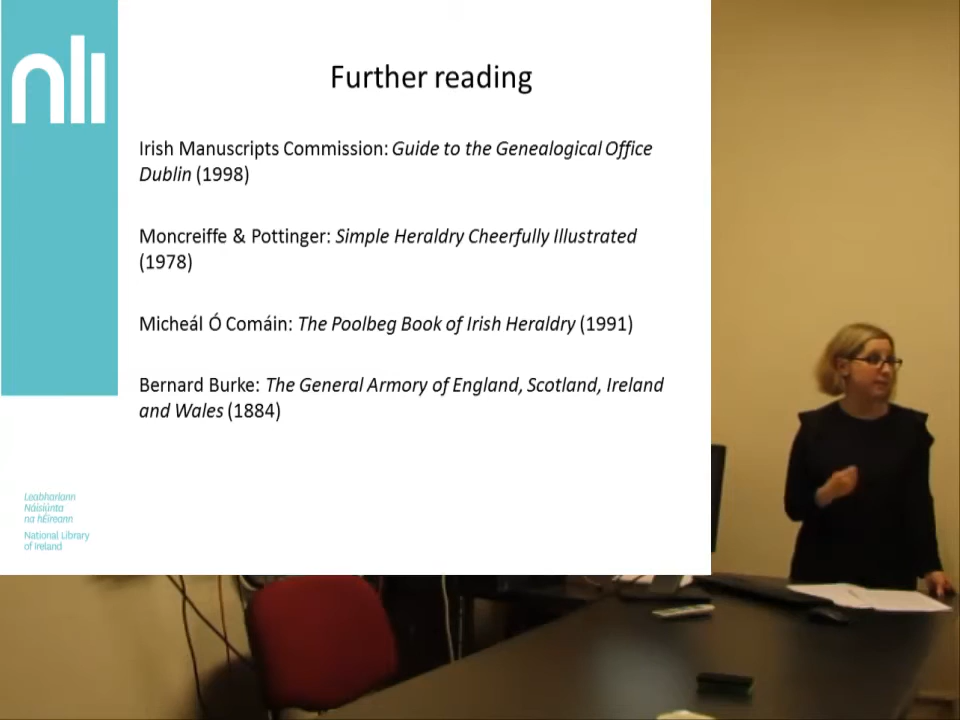 nli
Further reading
Irish Manuscripts Commission: Guide to the Genealogical Office
Dublin (1998)
Moncreiffe & Pottinger: Simple Heraldry Cheerfully Illustrated
(1978)
Micheál Ó Comáin: The Poolbeg Book of Irish Heraldry (1991)
Bernard Burke: The General Armory of England, Scotland, Ireland
and Wales (1884)
Leabharlann
Náisiúnta
na hÉireann
National Library
of Ireland